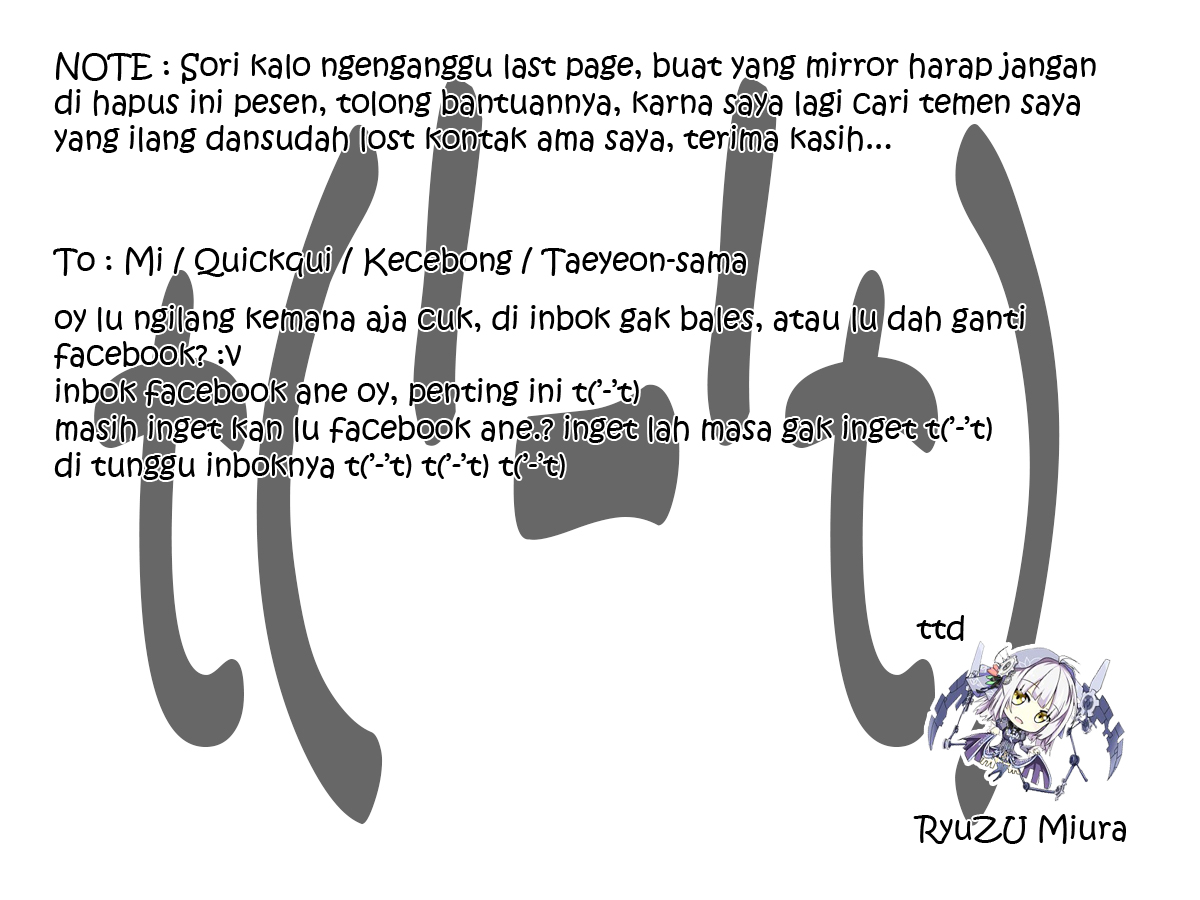 NOTE : Sori kalo ngenganggu last page, buat yang mirror harap jangan
di hapus ini pesen, tolong bantuannya, karna saya lagi cari temen saya
yang ilang dansudah lost kontak ama saya, terima kasih...
To : Mi / Quickqui / Kecebong / Taeyeon-sama
oy lu ngilang kemana aja cuk, di inbok gak bales, atau lu dah ganti
facebook? :v
inbok facebook ane oy, penting ini t('-'t)
masih inget kan lu facebook ane.? inget lah masa gak inget t('-'t)
di tunggu inboknya t('-'t) t('-'t) t('-'t)
t('-'t)
ttd
RyuZU Miura